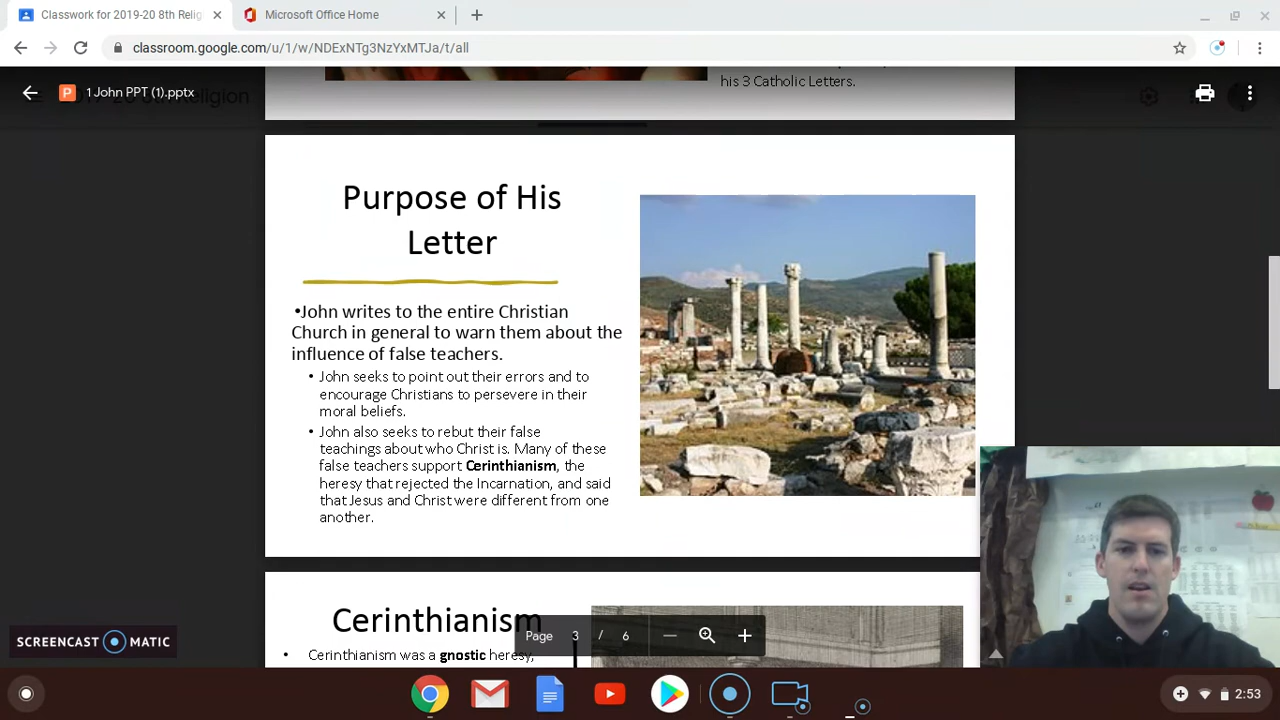 Classwork for 2019-20 8th Relig
Microsoft Office Home
classroom.google.com/u/1/w/NDExNTg3NzYxMTJa/t/all
1 John PPT (1).pptx
his 3 Catholic Letters.
Purpose of His
Letter
•John writes to the entire Christian
Church in general to warn them about the
influence of false teachers.
• John seeks to point out their errors and to
encourage Christians to persevere in their
moral beliefs.
• John also seeks to rebut their false
teachings about who Christ is. Many of these
false teachers support Cerinthianism, the
heresy that rejected the Incarnation, and said
that Jesus and Christ were different from one
another.
Cerinthianism
• Cerinthianism was a gnostic heresy,
Page 3 / 6
SCREENCAST MATIC
2:53